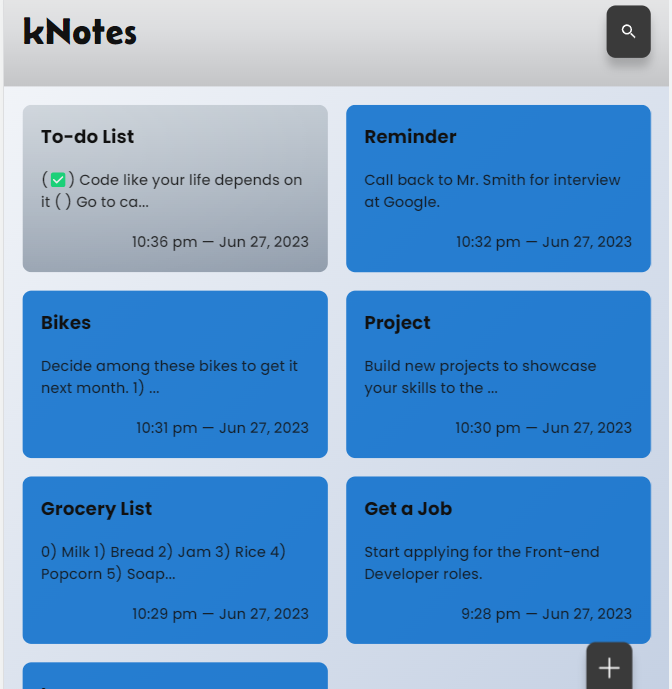 kNotes
To-do List
(✅) Code like your life depends on
it ( ) Go to ca...
10:36 pm — Jun 27, 2023
Reminder
Call back to Mr. Smith for interview
at Google.
10:32 pm — Jun 27, 2023
Bikes
Decide among these bikes to get it
next month. 1) ...
10:31 pm — Jun 27, 2023
Project
Build new projects to showcase
your skills to the ...
10:30 pm — Jun 27, 2023
Grocery List
0) Milk 1) Bread 2) Jam 3) Rice 4)
Popcorn 5) Soap...
10:29 pm — Jun 27, 2023
Get a Job
Start applying for the Front-end
Developer roles.
9:28 pm — Jun 27, 2023